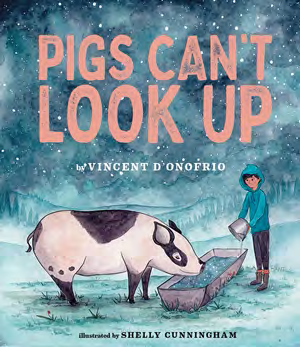 PIGS CAN'T
LOOK UP
by VINCENT D'ONOFRIO
illustrated by SHELLY CUNNINGHAM